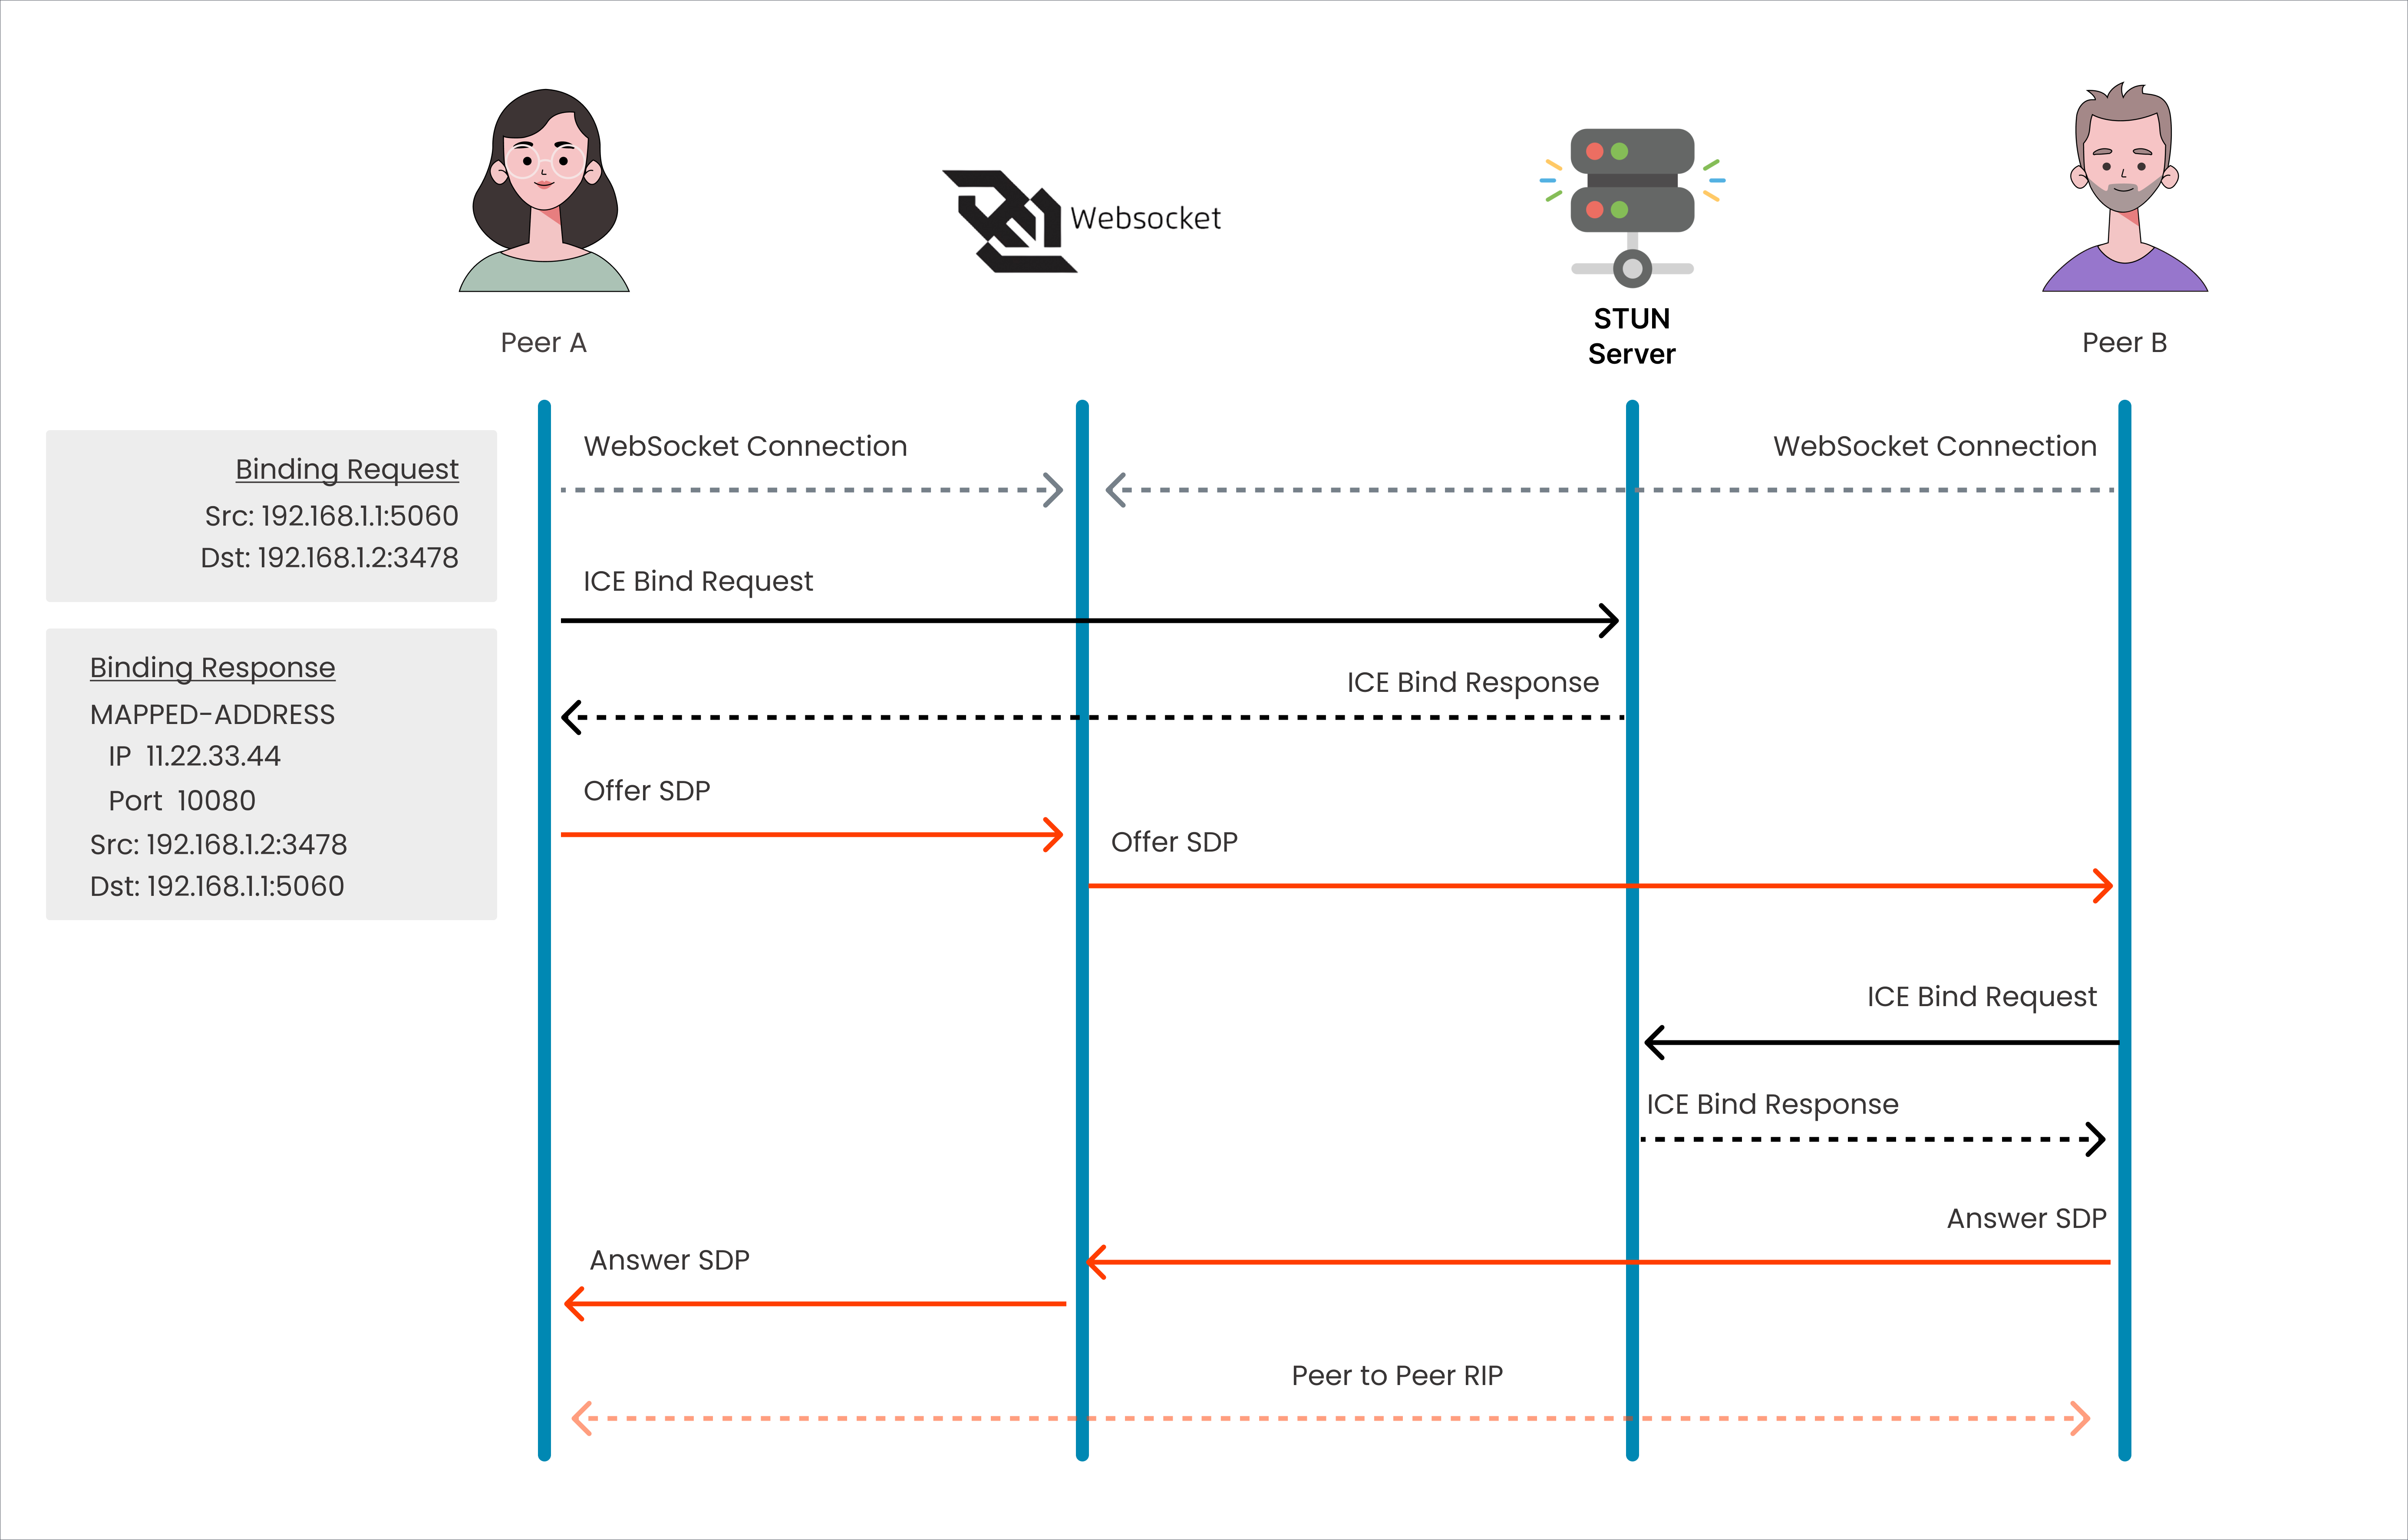 Websocket
STUN
Server
Peer A
Peer B
WebSocket Connection
WebSocket Connection
Binding Request
Src: 192.168.1.1:5060
Dst: 192.168.1.2:3478
ICE Bind Request
Binding Response
MAPPED-ADDRESS
IP 11.22.33.44
Port 10080
Src: 192.168.1.2:3478
Dst: 192.168.1.1:5060
ICE Bind Response
Offer SDP
Offer SDP
ICE Bind Request
ICE Bind Response
Answer SDP
Answer SDP
Peer to Peer RIP